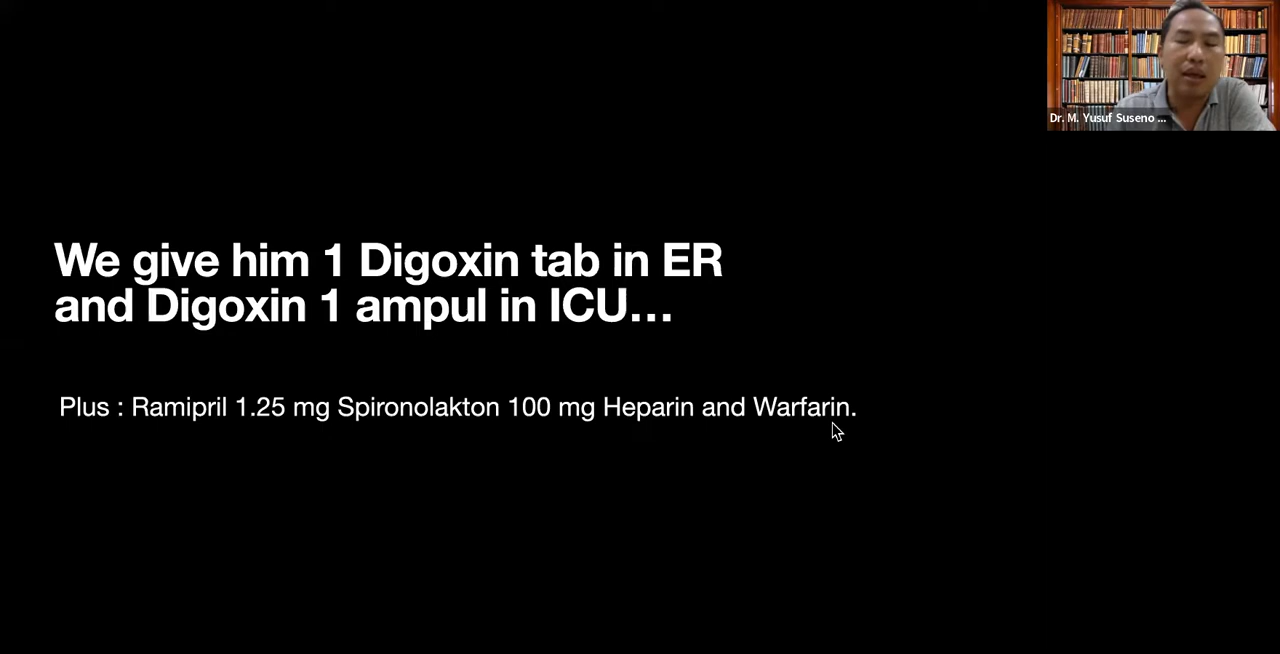 Dr. M. Yusuf Suseno ...
We give him 1 Digoxin tab in ER
and Digoxin 1 ampul in ICU...
Plus : Ramipril 1.25 mg Spironolakton 100 mg Heparin and Warfarin.